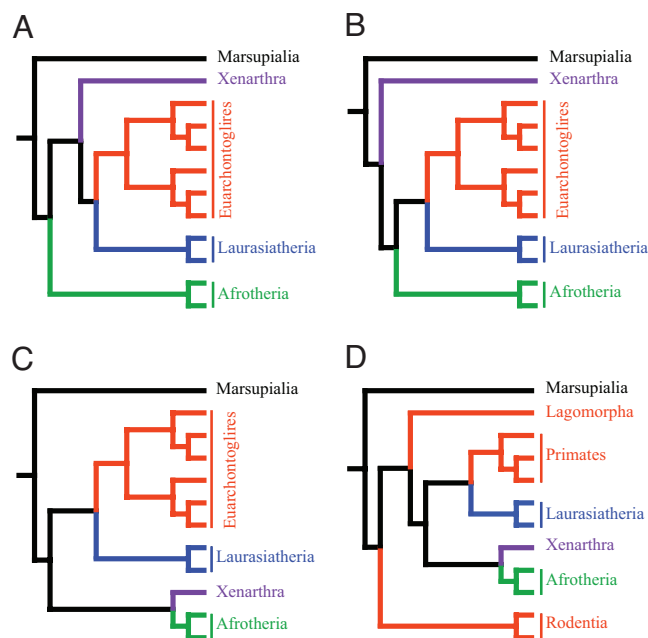 A
Marsupialia
Xenarthra
Euarchontoglires
Laurasiatheria
Afrotheria
B
Marsupialia
Xenarthra
Euarchontoglires
Laurasiatheria
Afrotheria
C
Marsupialia
Euarchontoglires
Laurasiatheria
Xenarthra
Afrotheria
D
Marsupialia
Lagomorpha
Primates
Laurasiatheria
Xenarthra
Afrotheria
Rodentia